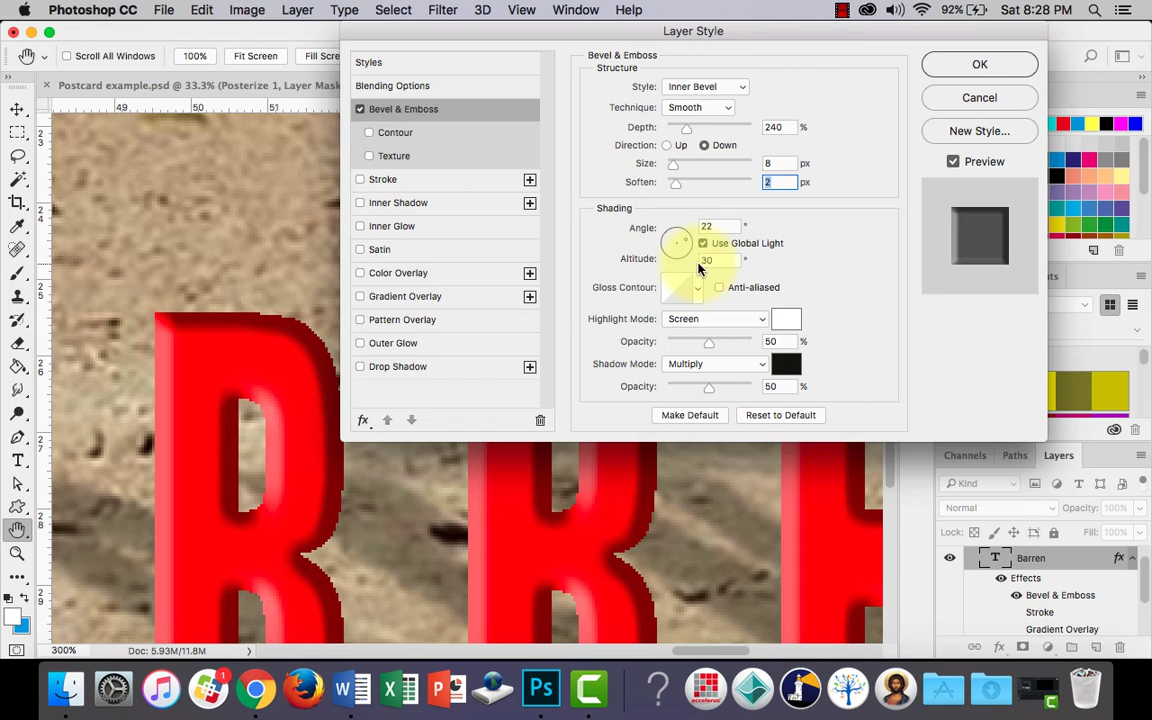 Photoshop CC File Edit Image Layer Type Select Filter 3D View Window Help 92% Sat 8:28 PM
Layer Style
Scroll All Windows 100% Fit Screen Fill Scre
Postcard example.psd @ 33.3% (Posterize 1, Layer Mas
49 50 51
Styles
Blending Options
Bevel & Emboss
Contour
Texture
Stroke
Inner Shadow
Inner Glow
Satin
Color Overlay
Gradient Overlay
Pattern Overlay
Outer Glow
Drop Shadow
fx
Bevel & Emboss
Structure
Style: Inner Bevel
Technique: Smooth
Depth: 240 %
Direction: Up Down
Size: 8 px
Soften: 2 px
Shading
Angle: 22 °
Use Global Light
Altitude: 30 °
Gloss Contour: Anti-aliased
Highlight Mode: Screen
Opacity: 50 %
Shadow Mode: Multiply
Opacity: 50 %
Make Default Reset to Default
OK
Cancel
New Style...
Preview
Channels Paths Layers
Kind
Normal Opacity: 100%
Lock: Fill: 100%
T Barren fx
Effects
Bevel & Emboss
Stroke
Gradient Overlay
300% Doc: 5.93M/11.8M